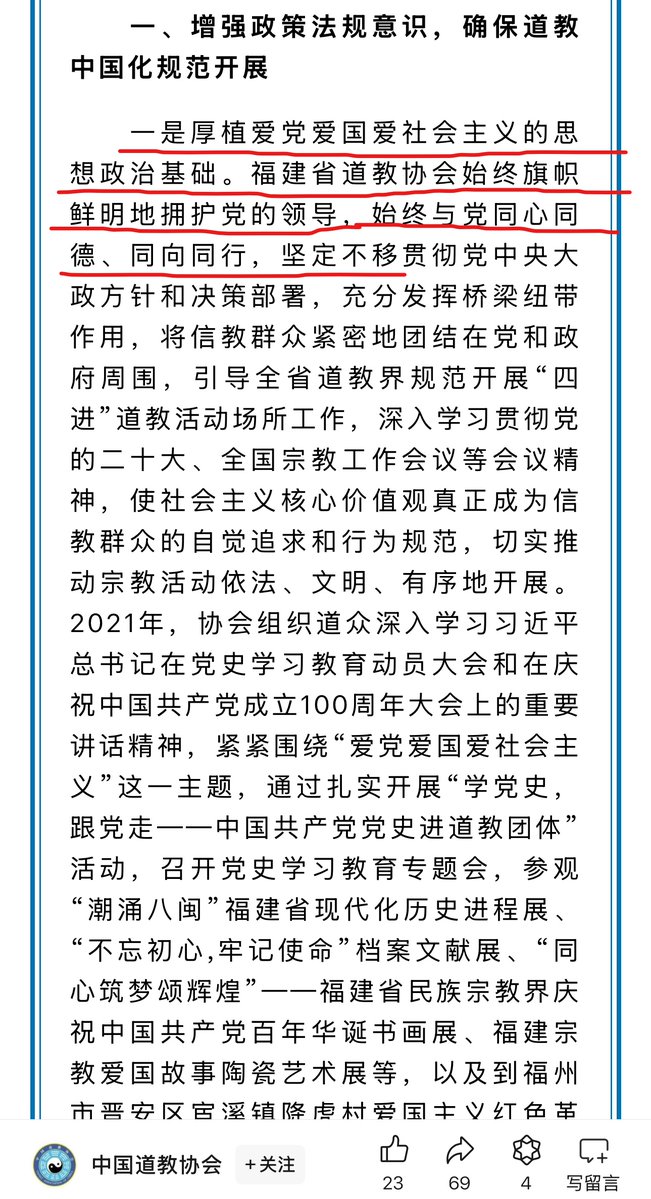 一、增强政策法规意识，确保道教
中国化规范开展
一是厚植爱党爱国爱社会主义的思
想政治基础。福建省道教协会始终旗帜
鲜明地拥护党的领导，始终与党同心同
德、同向同行，坚定不移贯彻党中央大
政方针和决策部署，充分发挥桥梁纽带
作用，将信教群众紧密地团结在党和政
府周围，引导全省道教界规范开展“四
进”道教活动场所工作，深入学习贯彻党
的二十大、全国宗教工作会议等会议精
神，使社会主义核心价值观真正成为信
教群众的自觉追求和行为规范，切实推
动宗教活动依法、文明、有序地开展。
2021年，协会组织道众深入学习习近平
总书记在党史学习教育动员大会和在庆
祝中国共产党成立100周年大会上的重要
讲话精神，紧紧围绕“爱党爱国爱社会主
义”这一主题，通过扎实开展“学党史，
跟党走——中国共产党党史进道教团体”
活动，召开党史学习教育专题会，参观
“潮涌八闽”福建省现代化历史进程展、
“不忘初心,牢记使命”档案文献展、“同
心筑梦颂辉煌”——福建省民族宗教界庆
祝中国共产党百年华诞书画展、福建宗
教爱国故事陶瓷艺术展等，以及到福州
市晋安区宦溪镇降虎村爱国主义红色革
中国道教协会
+关注
23
69
4
写留言